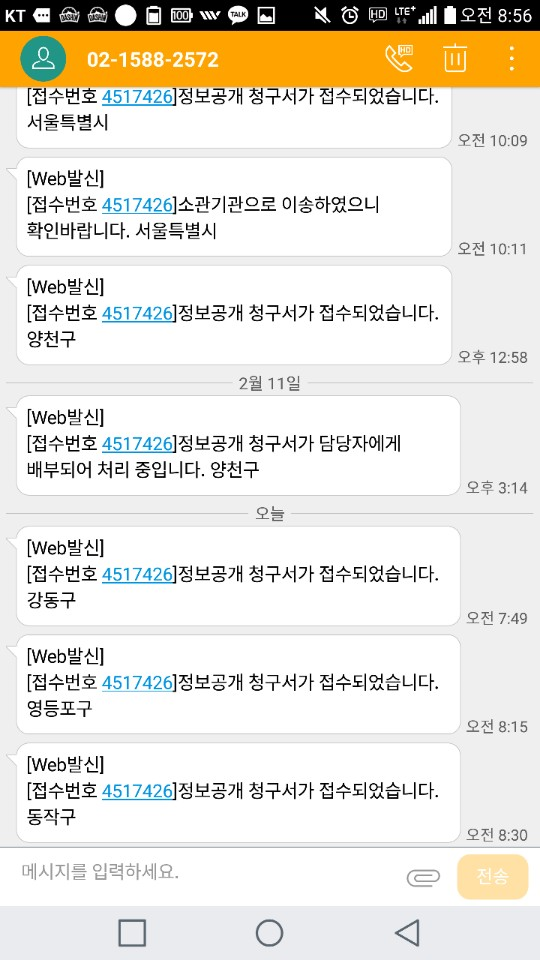 KT
100
TALK
HD
LTE+
오전 8:56
02-1588-2572
HD
[접수번호 4517426]정보공개 청구서가 접수되었습니다.
서울특별시
오전 10:09
[Web발신]
[접수번호 4517426]소관기관으로 이송하였으니
확인바랍니다. 서울특별시
오전 10:11
[Web발신]
[접수번호 4517426]정보공개 청구서가 접수되었습니다.
양천구
오후 12:58
2월 11일
[Web발신]
[접수번호 4517426]정보공개 청구서가 담당자에게
배부되어 처리 중입니다. 양천구
오후 3:14
오늘
[Web발신]
[접수번호 4517426]정보공개 청구서가 접수되었습니다.
강동구
오전 7:49
[Web발신]
[접수번호 4517426]정보공개 청구서가 접수되었습니다.
영등포구
오전 8:15
[Web발신]
[접수번호 4517426]정보공개 청구서가 접수되었습니다.
동작구
오전 8:30
메시지를 입력하세요.
전송